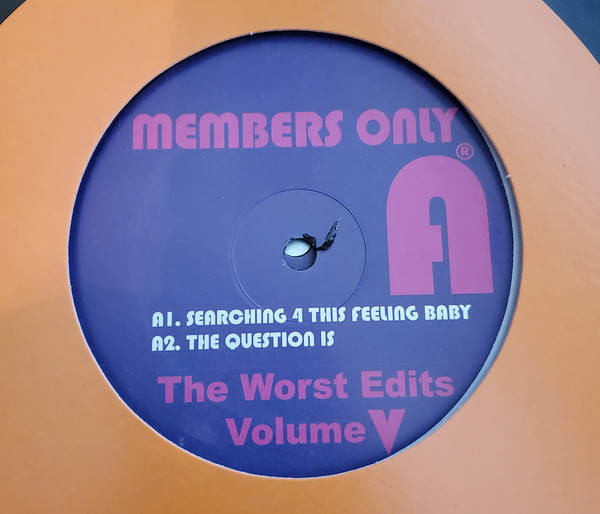 MEMBERS ONLY
A®
A1. SEARCHING 4 THIS FEELING BABY
A2. THE QUESTION IS
The Worst Edits
Volume V